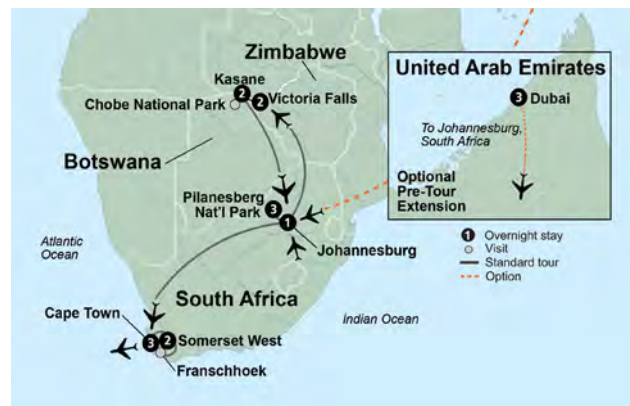 Zimbabwe
Kasane
2
2
Victoria Falls
Chobe National Park
Botswana
Pilanesberg
Nat'l Park
3
1
Johannesburg
Atlantic
Ocean
South Africa
Cape Town
3
2
Somerset West
Franschhoek
Indian Ocean
United Arab Emirates
3
Dubai
To Johannesburg,
South Africa
Optional
Pre-Tour
Extension
1 Overnight stay
Visit
Standard tour
Option